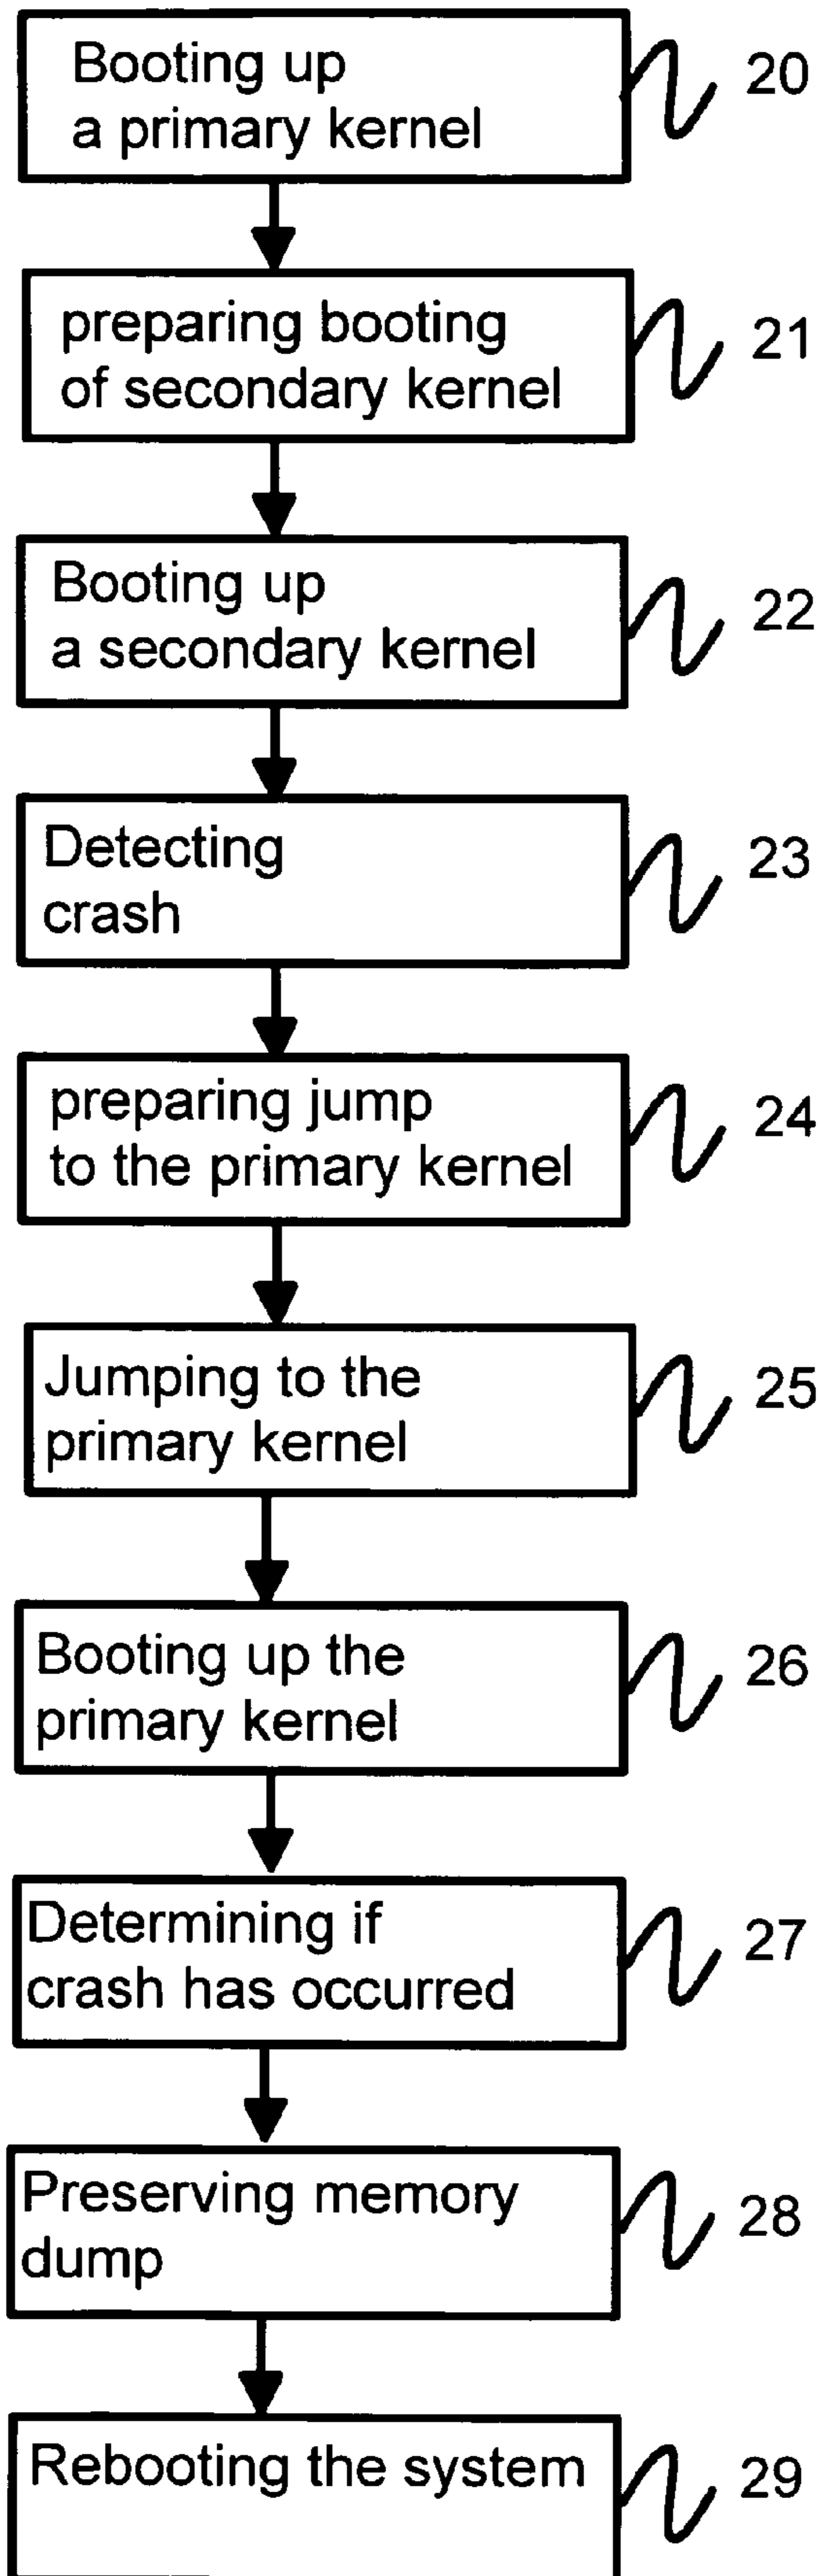 Booting up
a primary kernel
20
preparing booting
of secondary kernel
21
Booting up
a secondary kernel
22
Detecting
crash
23
preparing jump
to the primary kernel
24
Jumping to the
primary kernel
25
Booting up the
primary kernel
26
Determining if
crash has occurred
27
Preserving memory
dump
28
Rebooting the system
29